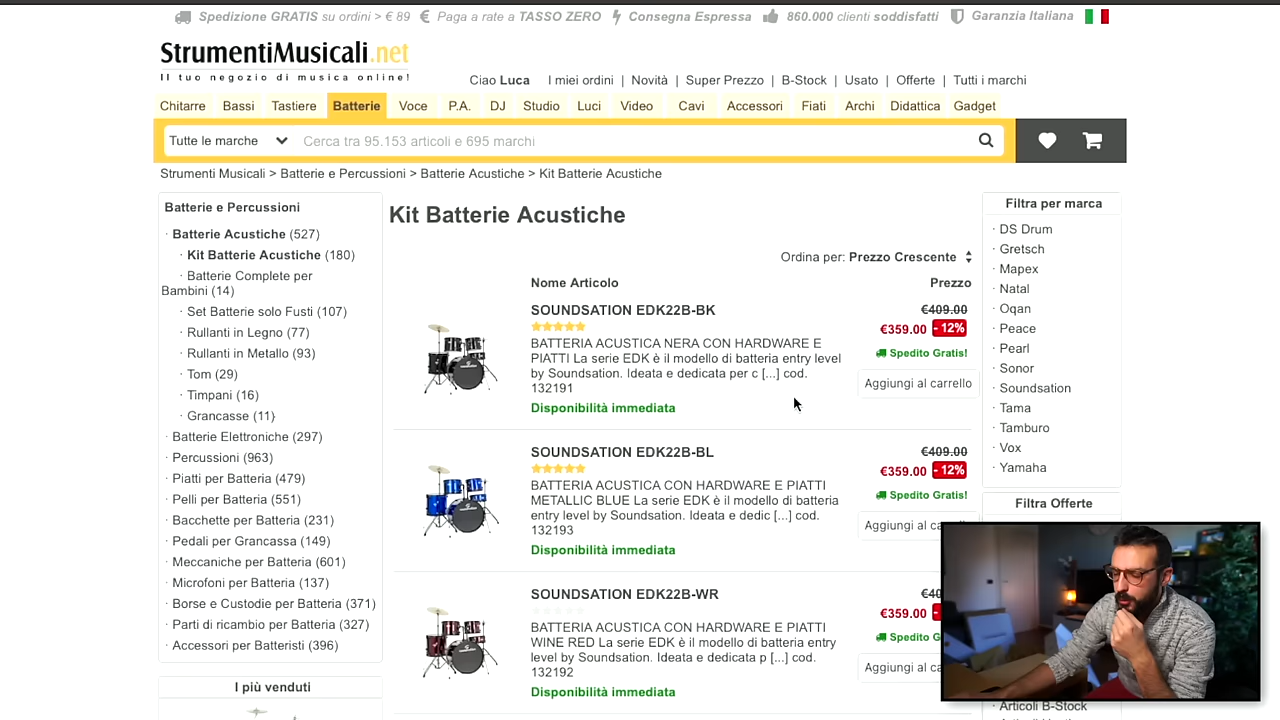 Spedizione GRATIS su ordini > € 89 € Paga a rate a TASSO ZERO Consegna Espressa 860.000 clienti soddisfatti Garanzia Italiana
StrumentiMusicali.net
Il tuo negozio di musica online!
Ciao Luca I miei ordini | Novità | Super Prezzo | B-Stock | Usato | Offerte | Tutti i marchi
Chitarre Bassi Tastiere Batterie Voce P.A. DJ Studio Luci Video Cavi Accessori Fiati Archi Didattica Gadget
Tutte le marche Cerca tra 95.153 articoli e 695 marchi
Strumenti Musicali > Batterie e Percussioni > Batterie Acustiche > Kit Batterie Acustiche
Batterie e Percussioni
· Batterie Acustiche (527)
· Kit Batterie Acustiche (180)
· Batterie Complete per
Bambini (14)
· Set Batterie solo Fusti (107)
· Rullanti in Legno (77)
· Rullanti in Metallo (93)
· Tom (29)
· Timpani (16)
· Grancasse (11)
· Batterie Elettroniche (297)
· Percussioni (963)
· Piatti per Batteria (479)
· Pelli per Batteria (551)
· Bacchette per Batteria (231)
· Pedali per Grancassa (149)
· Meccaniche per Batteria (601)
· Microfoni per Batteria (137)
· Borse e Custodie per Batteria (371)
· Parti di ricambio per Batteria (327)
· Accessori per Batteristi (396)
I più venduti
Kit Batterie Acustiche
Ordina per: Prezzo Crescente
Nome Articolo Prezzo
SOUNDSATION EDK22B-BK
BATTERIA ACUSTICA NERA CON HARDWARE E
PIATTI La serie EDK è il modello di batteria entry level
by Soundsation. Ideata e dedicata per c [...] cod.
132191
Disponibilità immediata
€409.00
€359.00 - 12%
Spedito Gratis!
Aggiungi al carrello
SOUNDSATION EDK22B-BL
BATTERIA ACUSTICA CON HARDWARE E PIATTI
METALLIC BLUE La serie EDK è il modello di batteria
entry level by Soundsation. Ideata e dedic [...] cod.
132193
Disponibilità immediata
€409.00
€359.00 - 12%
Spedito Gratis!
Aggiungi al
SOUNDSATION EDK22B-WR
BATTERIA ACUSTICA CON HARDWARE E PIATTI
WINE RED La serie EDK è il modello di batteria entry
level by Soundsation. Ideata e dedicata p [...] cod.
132192
Disponibilità immediata
€359.00
Spedito
Aggiungi al
Filtra per marca
· DS Drum
· Gretsch
· Mapex
· Natal
· Oqan
· Peace
· Pearl
· Sonor
· Soundsation
· Tama
· Tamburo
· Vox
· Yamaha
Filtra Offerte
Articoli B-Stock